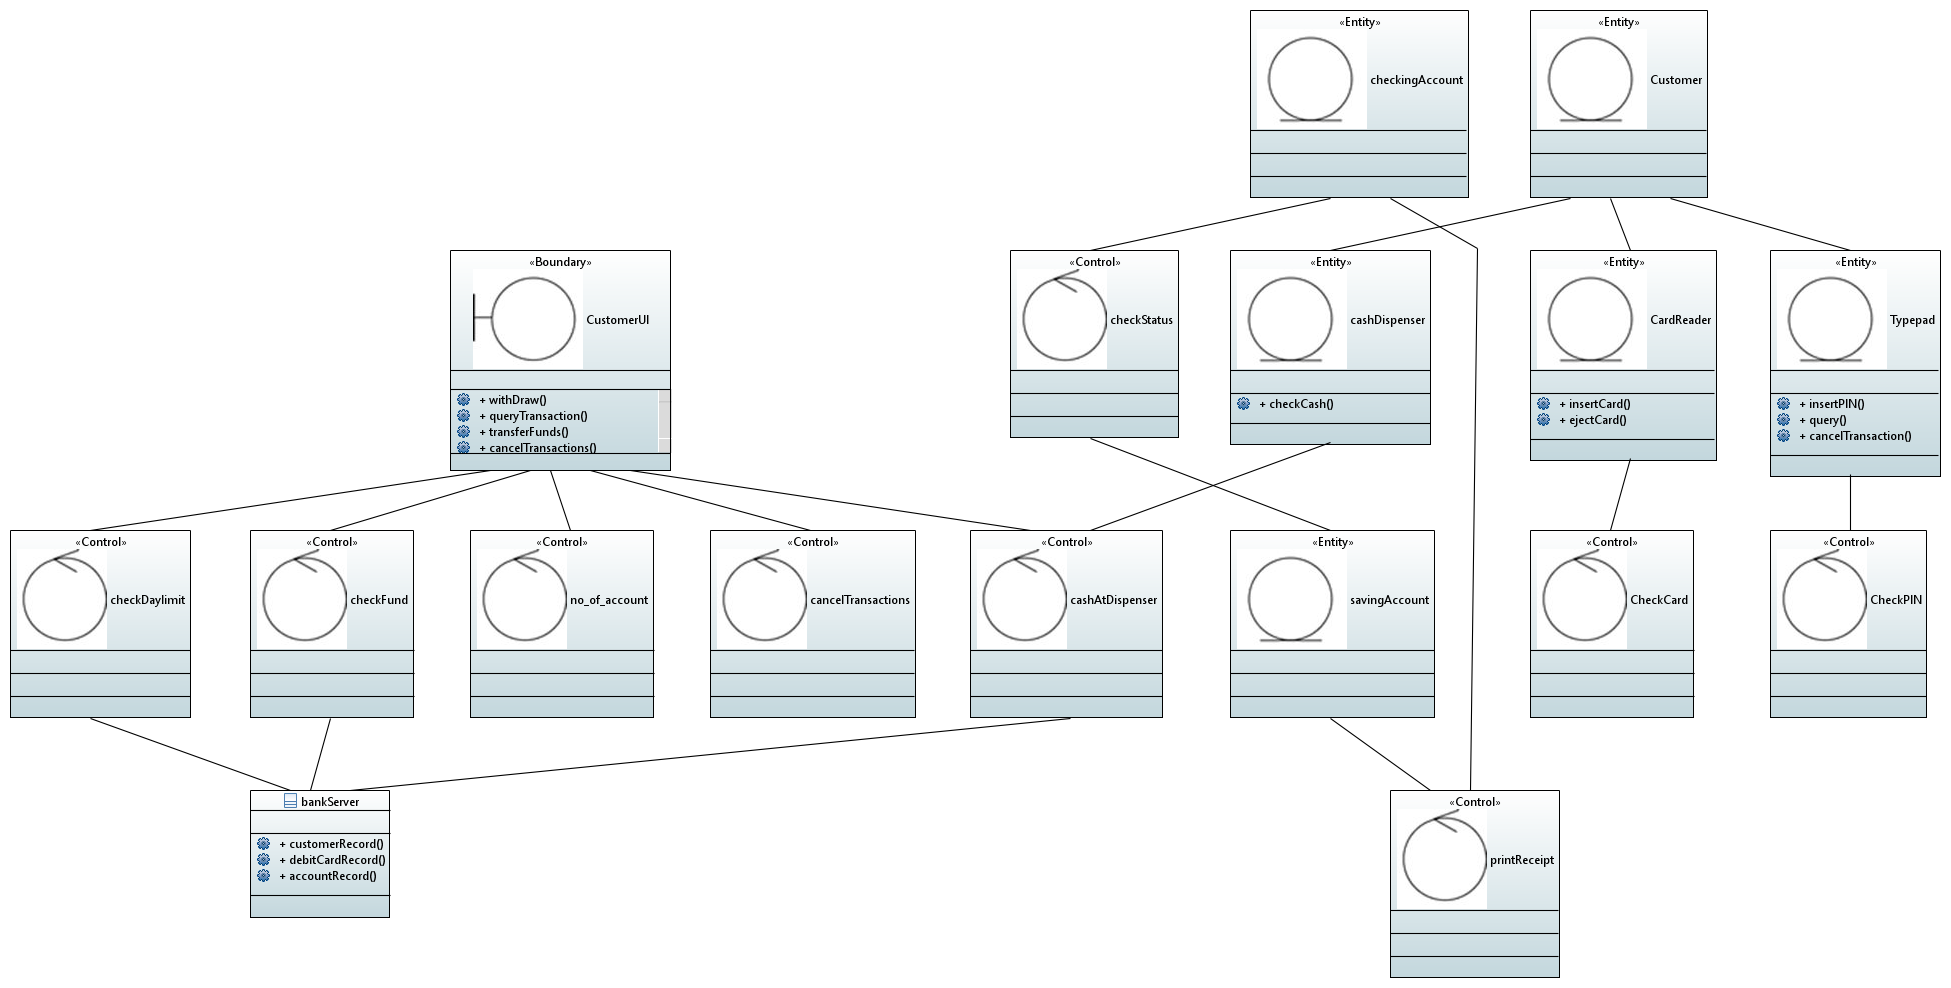 «Entity»
checkingAccount
«Entity»
Customer
«Boundary»
CustomerUI
+ withDraw()
+ queryTransaction()
+ transferFunds()
+ cancelTransactions()
«Control»
checkStatus
«Entity»
cashDispenser
+ checkCash()
«Entity»
CardReader
+ insertCard()
+ ejectCard()
«Entity»
Typepad
+ insertPIN()
+ query()
+ cancelTransaction()
«Control»
checkDaylimit
«Control»
checkFund
«Control»
no_of_account
«Control»
cancelTransactions
«Control»
cashAtDispenser
«Entity»
savingAccount
«Control»
CheckCard
«Control»
CheckPIN
bankServer
+ customerRecord()
+ debitCardRecord()
+ accountRecord()
«Control»
printReceipt